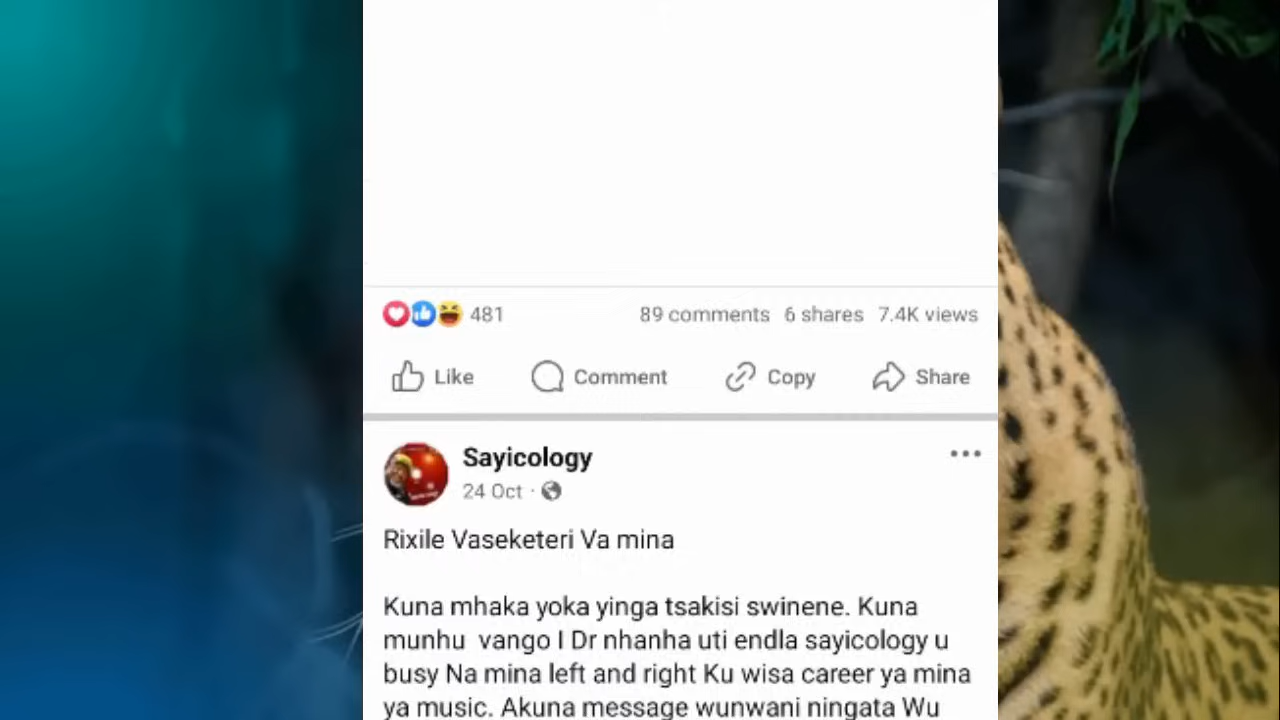 481
89 comments 6 shares 7.4K views
Like Comment Copy Share
Sayicology
24 Oct ·
Rixile Vaseketeri Va mina
Kuna mhaka yoka yinga tsakisi swinene. Kuna
munhu vango I Dr nhanha uti endla sayicology u
busy Na mina left and right Ku wisa career ya mina
ya music. Akuna message wunwani ningata Wu